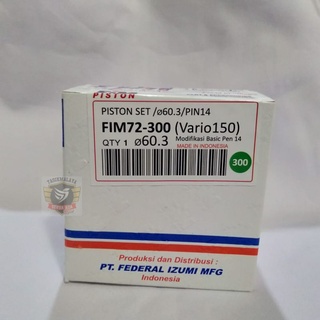 PISTON
PISTON SET /ø60.3/PIN14
FIM72-300 (Vario150)
QTY 1 ø60.3 Modifikasi Basic Pen 14
MADE IN INDONESIA
300
Produksi dan Distribusi :
PT. FEDERAL IZUMI MFG
Indonesia